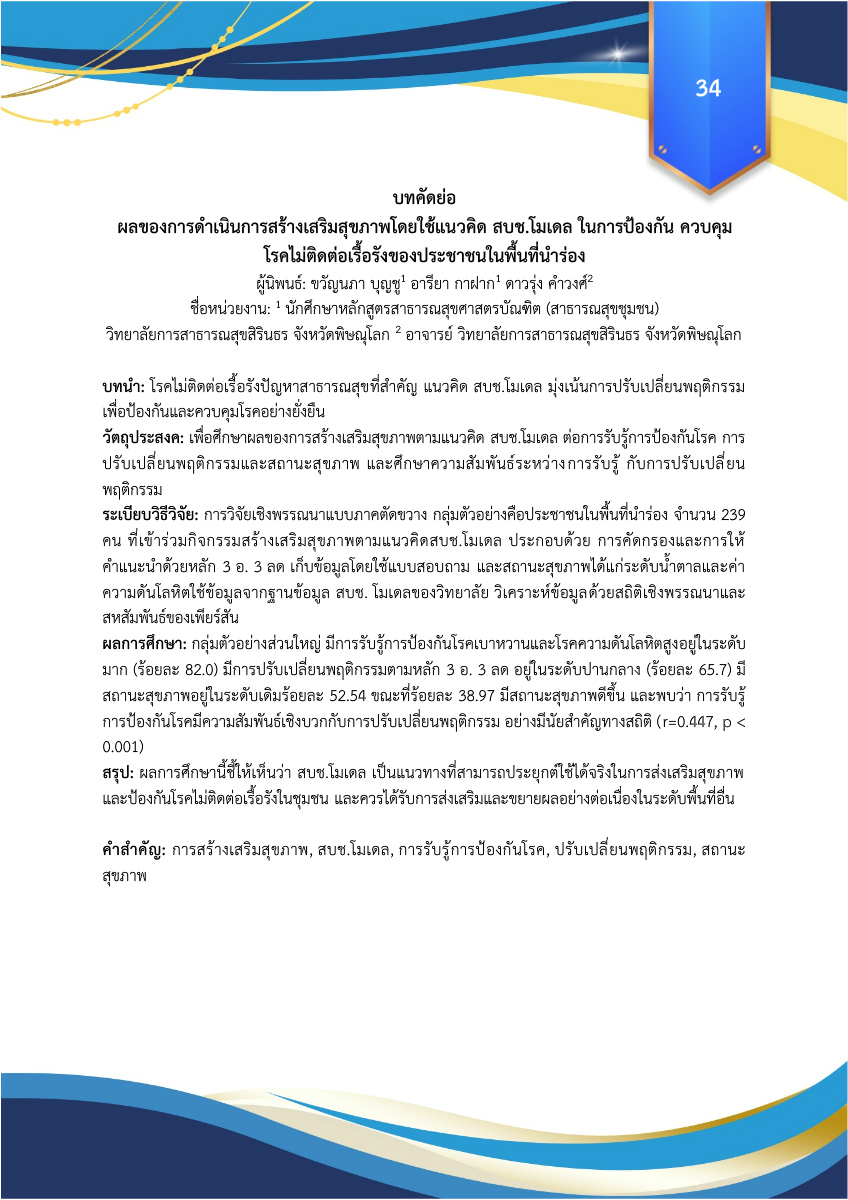 34
บทคัดย่อ
ผลของการดำเนินการสร้างเสริมสุขภาพโดยใช้แนวคิด สบช.โมเดล ในการป้องกัน ควบคุม
โรคไม่ติดต่อเรื้อรังของประชาชนในพื้นที่นำร่อง
ผู้นิพนธ์: ขวัญนภา บุญชู¹ อารียา กาฝาก¹ ดาวรุ่ง คำวงศ์²
ชื่อหน่วยงาน: ¹ นักศึกษาหลักสูตรสาธารณสุขศาสตรบัณฑิต (สาธารณสุขชุมชน)
วิทยาลัยการสาธารณสุขสิรินธร จังหวัดพิษณุโลก ² อาจารย์ วิทยาลัยการสาธารณสุขสิรินธร จังหวัดพิษณุโลก
บทนำ: โรคไม่ติดต่อเรื้อรังปัญหาสาธารณสุขที่สำคัญ แนวคิด สบช.โมเดล มุ่งเน้นการปรับเปลี่ยนพฤติกรรม
เพื่อป้องกันและควบคุมโรคอย่างยั่งยืน
วัตถุประสงค: เพื่อศึกษาผลของการสร้างเสริมสุขภาพตามแนวคิด สบช.โมเดล ต่อการรับรู้การป้องกันโรค การ
ปรับเปลี่ยนพฤติกรรมและสถานะสุขภาพ และศึกษาความสัมพันธ์ระหว่างการรับรู้ กับการปรับเปลี่ยน
พฤติกรรม
ระเบียบวิธีวิจัย: การวิจัยเชิงพรรณนาแบบภาคตัดขวาง กลุ่มตัวอย่างคือประชาชนในพื้นที่นำร่อง จำนวน 239
คน ที่เข้าร่วมกิจกรรมสร้างเสริมสุขภาพตามแนวคิดสบช.โมเดล ประกอบด้วย การคัดกรองและการให้
คำแนะนำด้วยหลัก 3 อ. 3 ลด เก็บข้อมูลโดยใช้แบบสอบถาม และสถานะสุขภาพได้แก่ระดับน้ำตาลและค่า
ความดันโลหิตใช้ข้อมูลจากฐานข้อมูล สบช. โมเดลของวิทยาลัย วิเคราะห์ข้อมูลด้วยสถิติเชิงพรรณนาและ
สหสัมพันธ์ของเพียร์สัน
ผลการศึกษา: กลุ่มตัวอย่างส่วนใหญ่ มีการรับรู้การป้องกันโรคเบาหวานและโรคความดันโลหิตสูงอยู่ในระดับ
มาก (ร้อยละ 82.0) มีการปรับเปลี่ยนพฤติกรรมตามหลัก 3 อ. 3 ลด อยู่ในระดับปานกลาง (ร้อยละ 65.7) มี
สถานะสุขภาพอยู่ในระดับเดิมร้อยละ 52.54 ขณะที่ร้อยละ 38.97 มีสถานะสุขภาพดีขึ้น และพบว่า การรับรู้
การป้องกันโรคมีความสัมพันธ์เชิงบวกกับการปรับเปลี่ยนพฤติกรรม อย่างมีนัยสำคัญทางสถิติ (r=0.447, p <
0.001)
สรุป: ผลการศึกษานี้ชี้ให้เห็นว่า สบช.โมเดล เป็นแนวทางที่สามารถประยุกต์ใช้ได้จริงในการส่งเสริมสุขภาพ
และป้องกันโรคไม่ติดต่อเรื้อรังในชุมชน และควรได้รับการส่งเสริมและขยายผลอย่างต่อเนื่องในระดับพื้นที่อื่น
คำสำคัญ: การสร้างเสริมสุขภาพ, สบช.โมเดล, การรับรู้การป้องกันโรค, ปรับเปลี่ยนพฤติกรรม, สถานะ
สุขภาพ